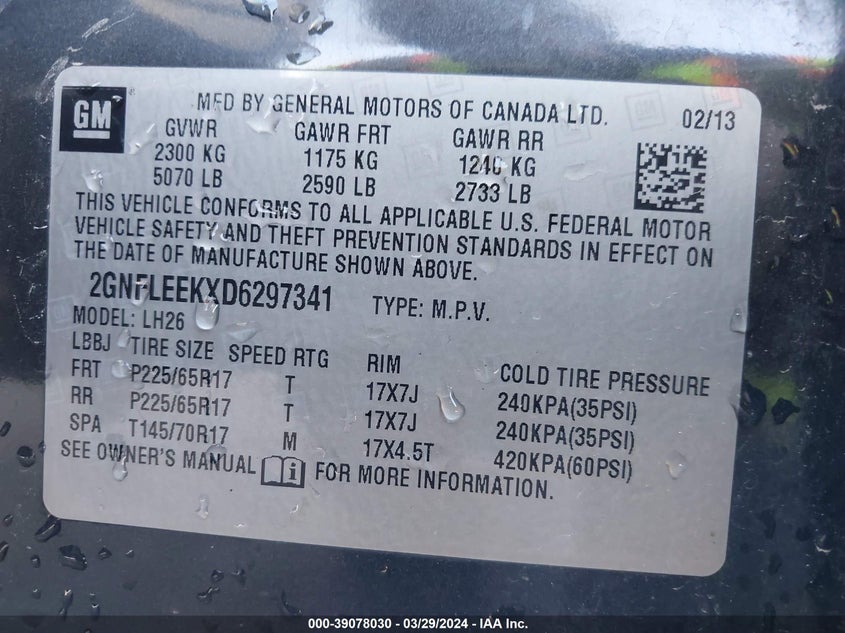 GM
MFD BY GENERAL MOTORS OF CANADA LTD. 02/13
GVWR GAWR FRT GAWR RR
2300 KG 1175 KG 1240 KG
5070 LB 2590 LB 2733 LB
THIS VEHICLE CONFORMS TO ALL APPLICABLE U.S. FEDERAL MOTOR
VEHICLE SAFETY AND THEFT PREVENTION STANDARDS IN EFFECT ON
THE DATE OF MANUFACTURE SHOWN ABOVE.
2GNFLEEKXD6297341 TYPE: M.P.V.
MODEL: LH26
LBBJ TIRE SIZE SPEED RTG RIM COLD TIRE PRESSURE
FRT P225/65R17 T 17X7J 240KPA(35PSI)
RR P225/65R17 T 17X7J 240KPA(35PSI)
SPA T145/70R17 M 17X4.5T 420KPA(60PSI)
SEE OWNER'S MANUAL FOR MORE INFORMATION.
000-39078030 - 03/29/2024 - IAA Inc.